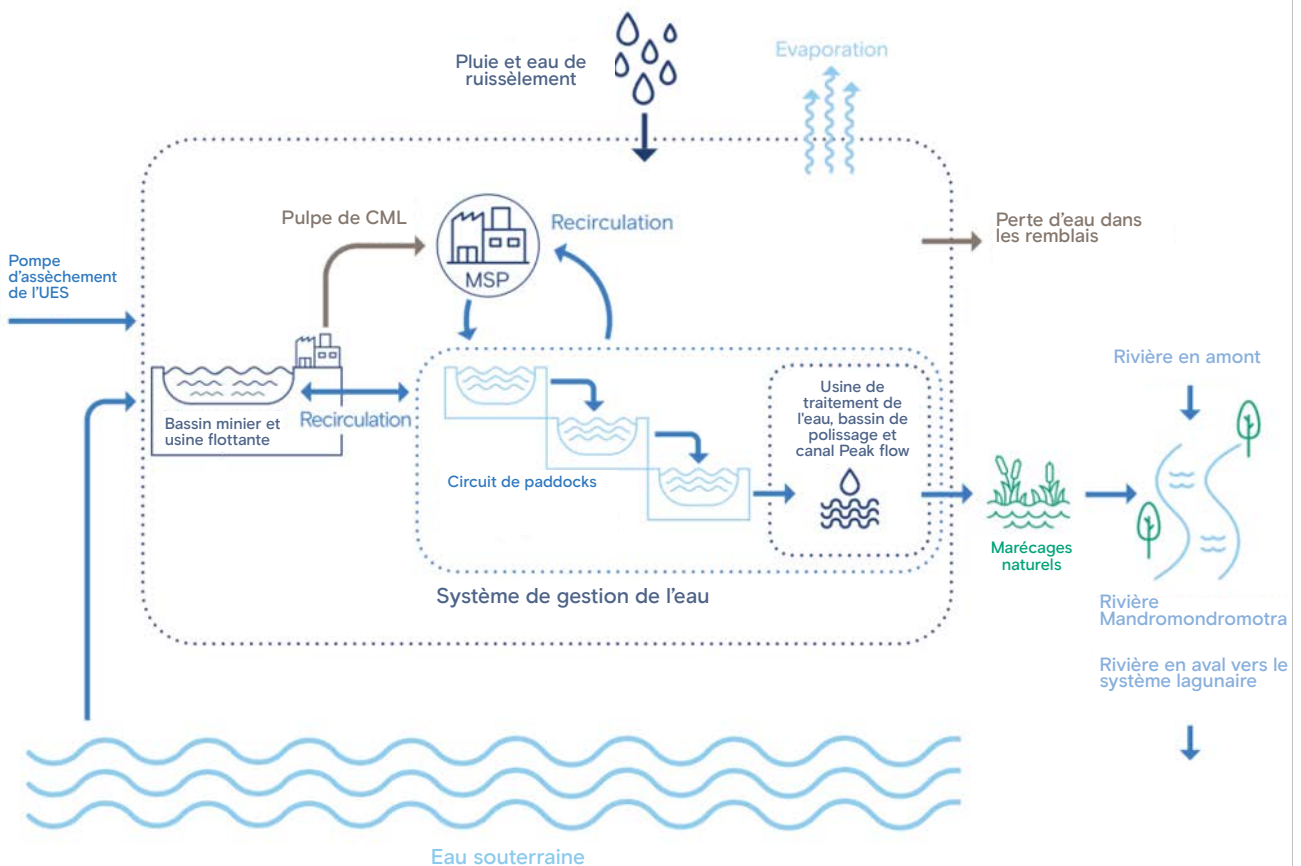 Pluie et eau de
ruissèlement
Evaporation
Pulpe de CML
MSP
Recirculation
Perte d'eau dans
les remblais
Pompe
d'assèchement
de l'UES
Bassin minier et
usine flottante
Recirculation
Circuit de paddocks
Usine de
traitement de
l'eau, bassin de
polissage et
canal Peak flow
Système de gestion de l'eau
Marécages
naturels
Rivière en amont
Rivière
Mandromondromotra
Rivière en aval vers le
système lagunaire
Eau souterraine